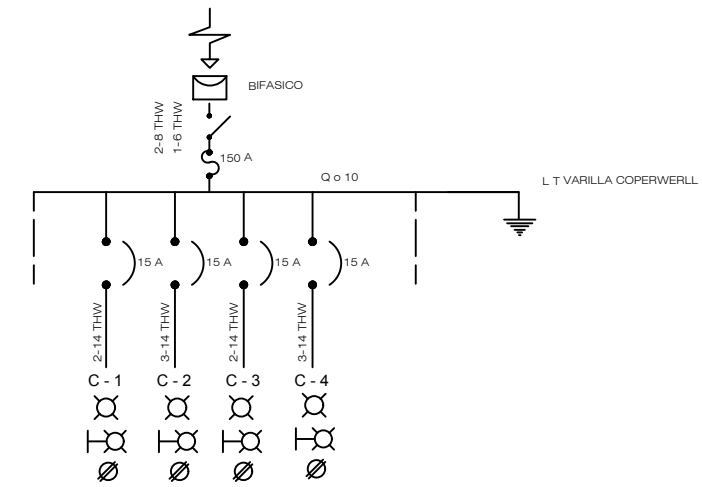 BIFASICO
2-8 THW
1-6 THW
150 A
Q o 10
L T VARILLA COPERWERLL
15 A
15 A
15 A
15 A
2-14 THW
3-14 THW
2-14 THW
3-14 THW
C - 1
C - 2
C - 3
C - 4